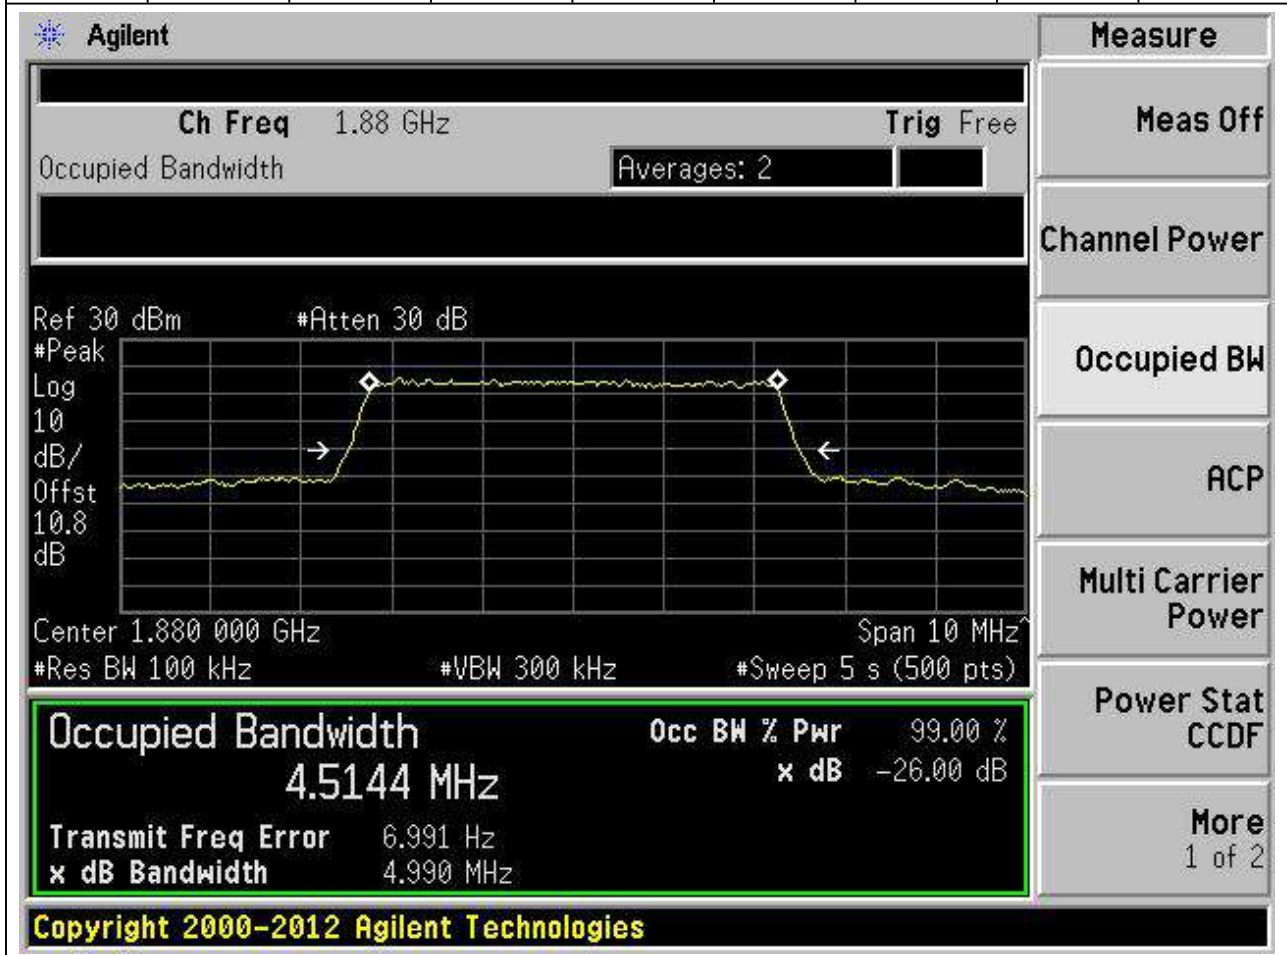 Agilent
Measure
Ch Freq 1.88 GHz Trig Free
Occupied Bandwidth Averages: 2
Meas Off
Channel Power
Occupied BW
ACP
Multi Carrier
Power
Power Stat
CCDF
More
1 of 2
Ref 30 dBm #Atten 30 dB
#Peak
Log
10
dB/
Offst
10.8
dB
Center 1.880 000 GHz Span 10 MHz^
#Res BW 100 kHz #VBW 300 kHz #Sweep 5 s (500 pts)
Occupied Bandwidth Occ BW % Pwr 99.00 %
4.5144 MHz x dB -26.00 dB
Transmit Freq Error 6.991 Hz
x dB Bandwidth 4.990 MHz
Copyright 2000-2012 Agilent Technologies